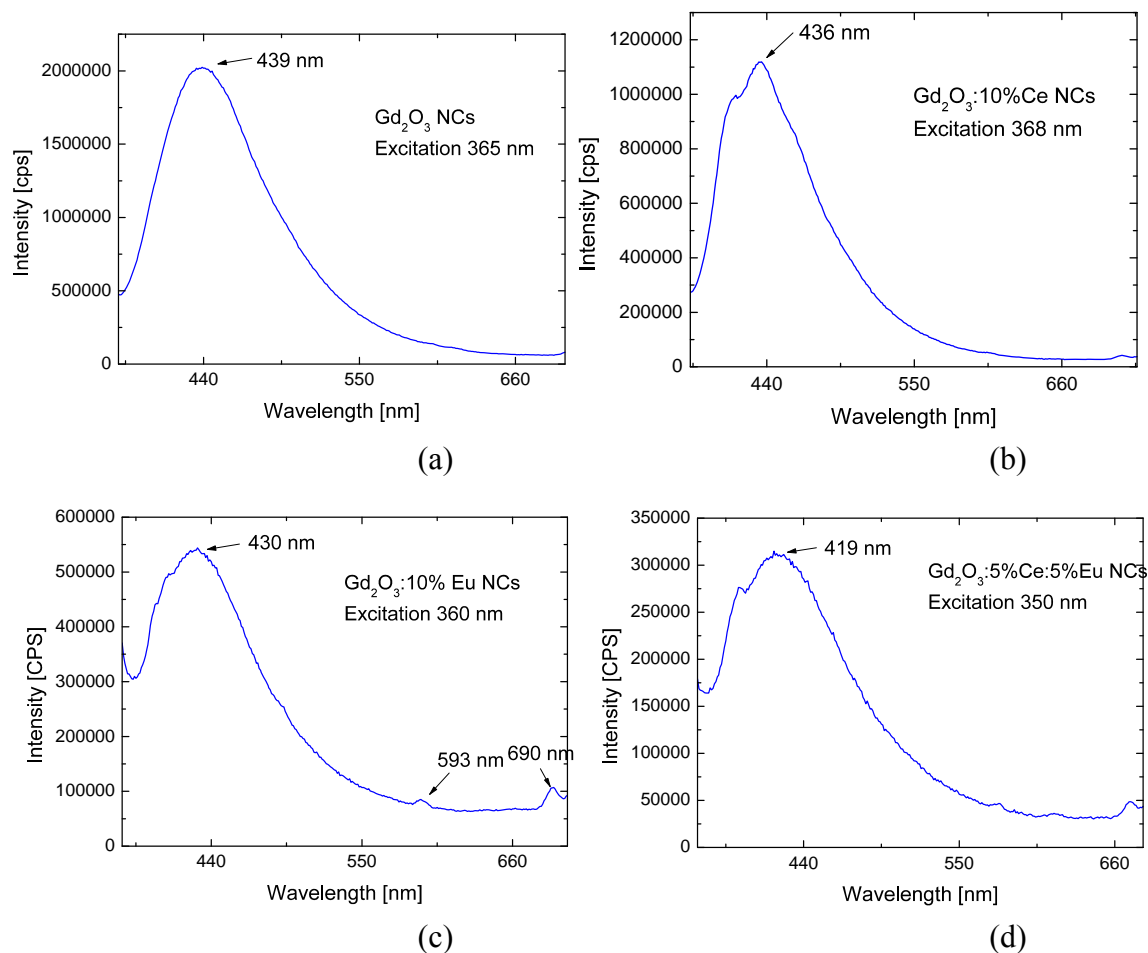 439 nm
Gd₂O₃ NCs
Excitation 365 nm
Intensity [cps]
2000000
1500000
1000000
500000
0
440 550 660
Wavelength [nm]
(a)
436 nm
Gd₂O₃:10%Ce NCs
Excitation 368 nm
Intensity [cps]
1200000
1000000
800000
600000
400000
200000
0
440 550 660
Wavelength [nm]
(b)
430 nm
Gd₂O₃:10% Eu NCs
Excitation 360 nm
593 nm
690 nm
Intensity [CPS]
600000
500000
400000
300000
200000
100000
0
440 550 660
Wavelength [nm]
(c)
419 nm
Gd₂O₃:5%Ce:5%Eu NCs
Excitation 350 nm
Intensity [CPS]
350000
300000
250000
200000
150000
100000
50000
0
440 550 660
Wavelength [nm]
(d)